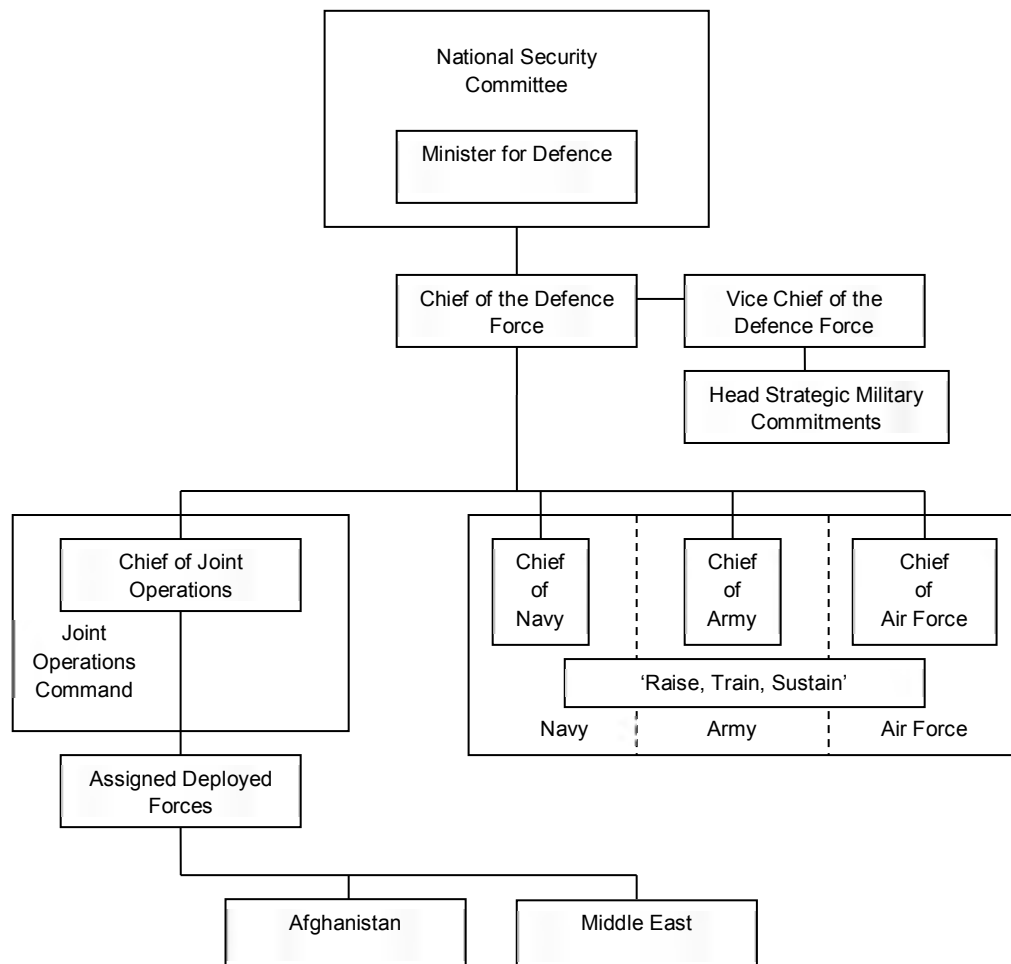 National Security
Committee
Minister for Defence
Chief of the Defence
Force
Vice Chief of the
Defence Force
Head Strategic Military
Commitments
Chief of Joint
Operations
Joint
Operations
Command
Chief
of
Navy
Chief
of
Army
Chief
of
Air Force
‘Raise, Train, Sustain’
Navy
Army
Air Force
Assigned Deployed
Forces
Afghanistan
Middle East